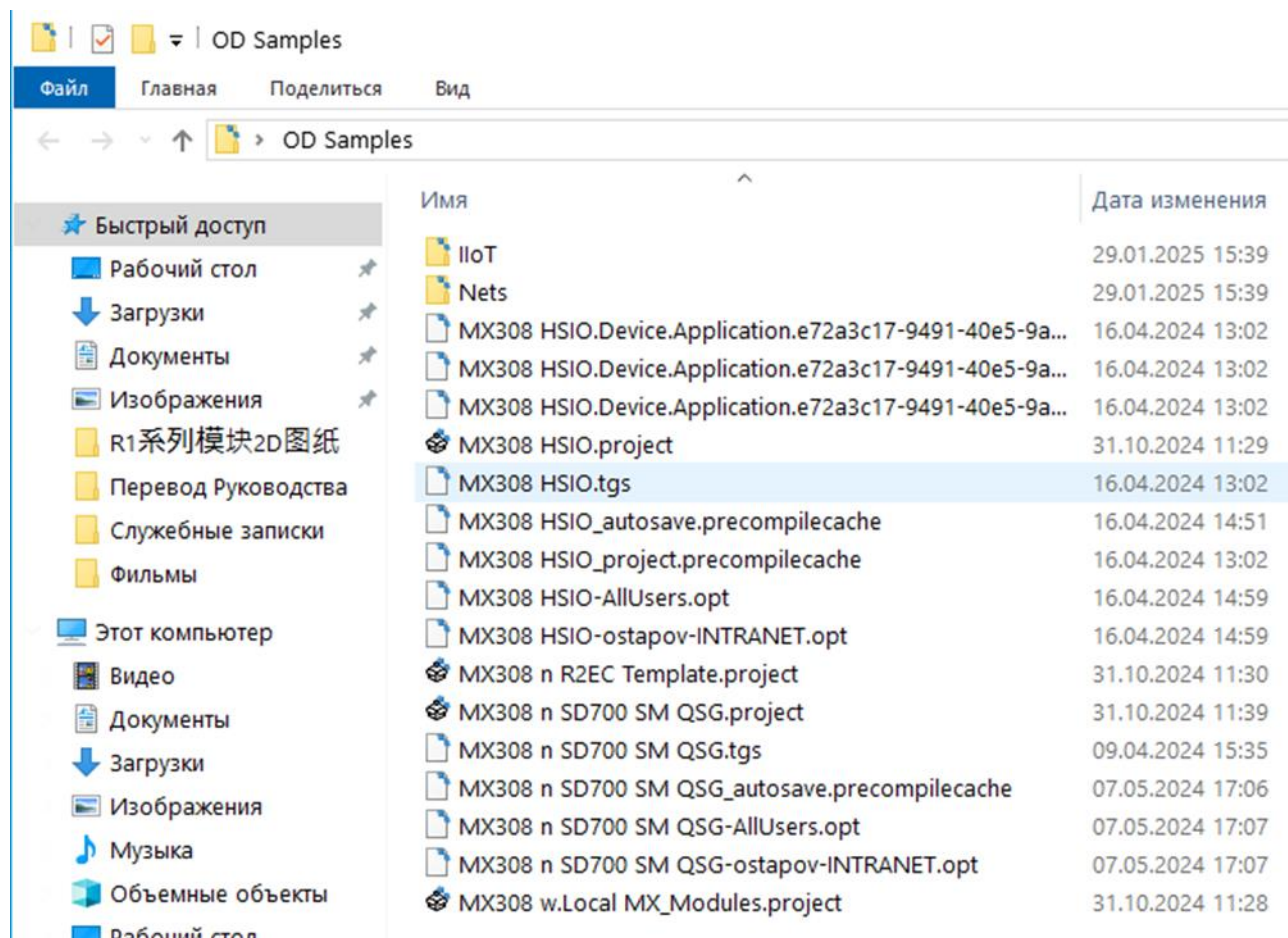 OD Samples
Файл Главная Поделиться Вид
OD Samples
Имя Дата изменения
Быстрый доступ
Рабочий стол
Загрузки
Документы
Изображения
R1系列模块2D图纸
Перевод Руководства
Служебные записки
Фильмы
Этот компьютер
Видео
Документы
Загрузки
Изображения
Музыка
Объемные объекты
Рабочий стол
IIoT 29.01.2025 15:39
Nets 29.01.2025 15:39
MX308 HSIO.Device.Application.e72a3c17-9491-40e5-9a... 16.04.2024 13:02
MX308 HSIO.Device.Application.e72a3c17-9491-40e5-9a... 16.04.2024 13:02
MX308 HSIO.Device.Application.e72a3c17-9491-40e5-9a... 16.04.2024 13:02
MX308 HSIO.project 31.10.2024 11:29
MX308 HSIO.tgs 16.04.2024 13:02
MX308 HSIO_autosave.precompilecache 16.04.2024 14:51
MX308 HSIO_project.precompilecache 16.04.2024 13:02
MX308 HSIO-AllUsers.opt 16.04.2024 14:59
MX308 HSIO-ostapov-INTRANET.opt 16.04.2024 14:59
MX308 n R2EC Template.project 31.10.2024 11:30
MX308 n SD700 SM QSG.project 31.10.2024 11:39
MX308 n SD700 SM QSG.tgs 09.04.2024 15:35
MX308 n SD700 SM QSG_autosave.precompilecache 07.05.2024 17:06
MX308 n SD700 SM QSG-AllUsers.opt 07.05.2024 17:07
MX308 n SD700 SM QSG-ostapov-INTRANET.opt 07.05.2024 17:07
MX308 w.Local MX_Modules.project 31.10.2024 11:28